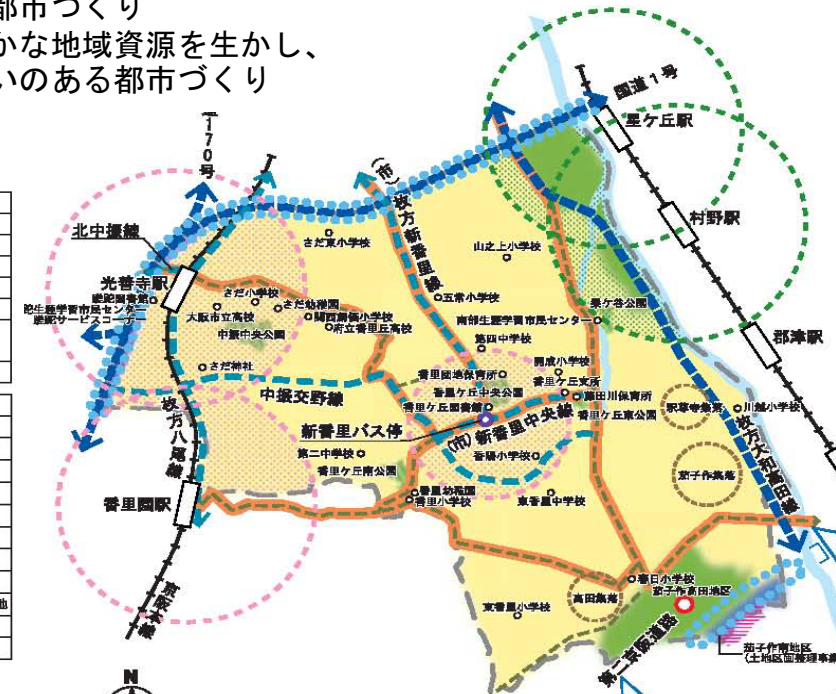 都市づくり
かな地域資源を生かし、
いのある都市づくり
国道1号
星ケ丘駅
170号
(市)枚方新香里線
村野駅
北中振線
さだ東小学校
山之上小学校
光善寺駅
さだ小学校
さだ幼稚園
五常小学校
大阪市立高校
関西創価小学校
中振中央公園
府立香里丘高校
南部生涯学習市民センター
第四中学校
郡津駅
さだ神社
香里団地保育所
開成小学校
香里ケ丘支所
中振交野線
香里ケ丘中央公園
藤田川保育所
香里ケ丘図書館
香里ケ丘東公園
釈尊寺集落
川越小学校
新香里バス停
(市)新香里中央線
枚方八尾線
第二中学校
香里ケ丘南公園
香陽小学校
枚方大和高田線
茄子作集落
香里園駅
香里幼稚園
香里小学校
東香里中学校
京阪本線
春日小学校
高田集落
茄子作高田地区
東香里小学校
第二京阪道路
茄子作南地区
(土地区画整理事業
地
N